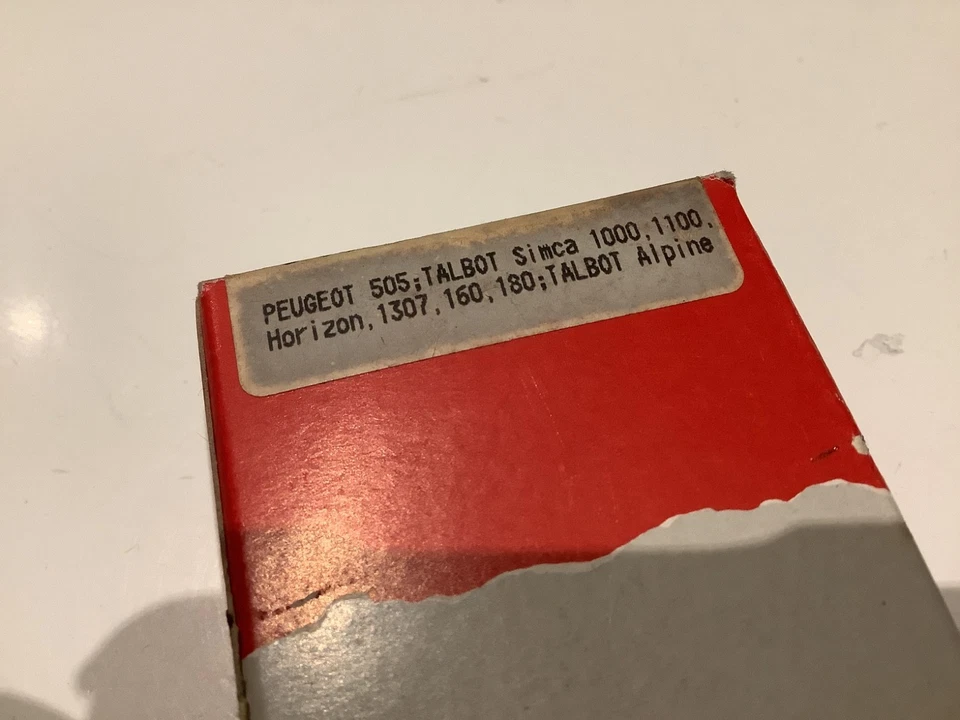 PEUGEOT 505;TALBOT Simca 1000,1100,
Horizon,1307,160,180;TALBOT Alpine